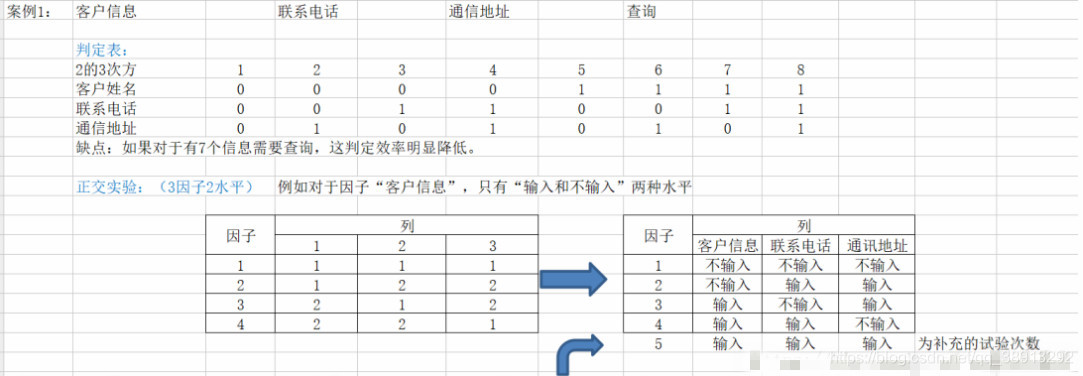 案例1： 客户信息 联系电话 通信地址 查询
判定表：
2的3次方 1 2 3 4 5 6 7 8
客户姓名 0 0 0 0 1 1 1 1
联系电话 0 0 1 1 0 0 1 1
通信地址 0 1 0 1 0 1 0 1
缺点：如果对于有7个信息需要查询，这判定效率明显降低。
正交实验：（3因子2水平） 例如对于因子“客户信息”，只有“输入和不输入”两种水平
因子 列
1 2 3
1 1 1 1
2 1 2 2
3 2 1 2
4 2 2 1
因子 列
客户信息 联系电话 通讯地址
1 不输入 不输入 不输入
2 不输入 输入 输入
3 输入 不输入 输入
4 输入 输入 不输入
5 输入 输入 输入 为补充的试验次数